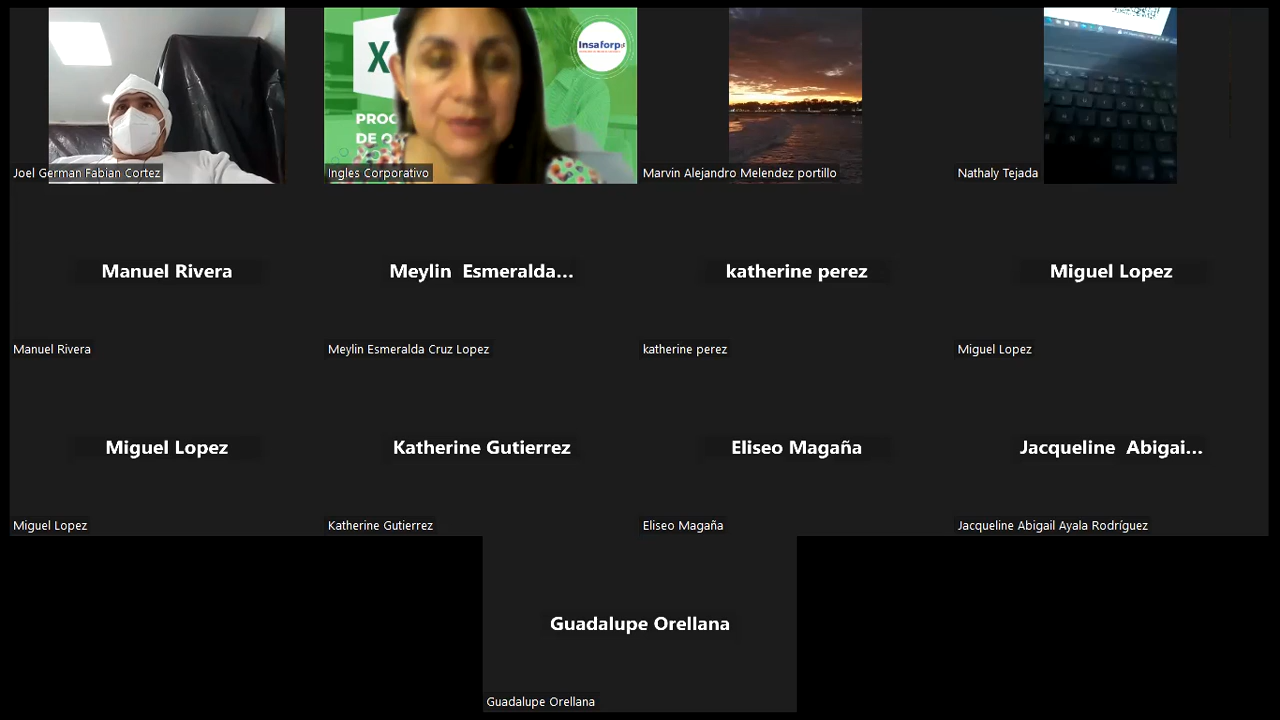 X
Insaforp
PROC
DE O
Joel German Fabian Cortez
Ingles Corporativo
Marvin Alejandro Melendez portillo
Nathaly Tejada
Manuel Rivera
Meylin Esmeralda...
katherine perez
Miguel Lopez
Manuel Rivera
Meylin Esmeralda Cruz Lopez
katherine perez
Miguel Lopez
Miguel Lopez
Katherine Gutierrez
Eliseo Magaña
Jacqueline Abigai...
Miguel Lopez
Katherine Gutierrez
Eliseo Magaña
Jacqueline Abigail Ayala Rodríguez
Guadalupe Orellana
Guadalupe Orellana